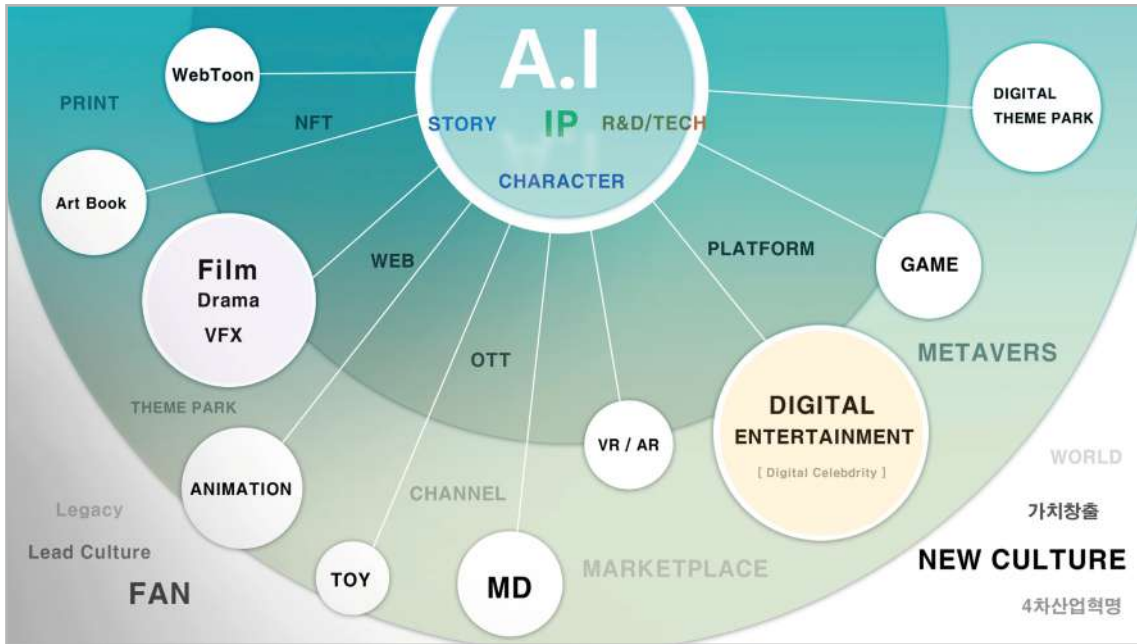 A.I
STORY
IP
R&D/TECH
CHARACTER
WebToon
PRINT
NFT
DIGITAL
THEME PARK
Art Book
WEB
PLATFORM
GAME
Film
Drama
VFX
OTT
METAVERS
THEME PARK
DIGITAL
ENTERTAINMENT
[ Digital Celebdrity ]
VR / AR
WORLD
ANIMATION
CHANNEL
Legacy
가치창출
Lead Culture
NEW CULTURE
MARKETPLACE
TOY
MD
FAN
4차산업혁명